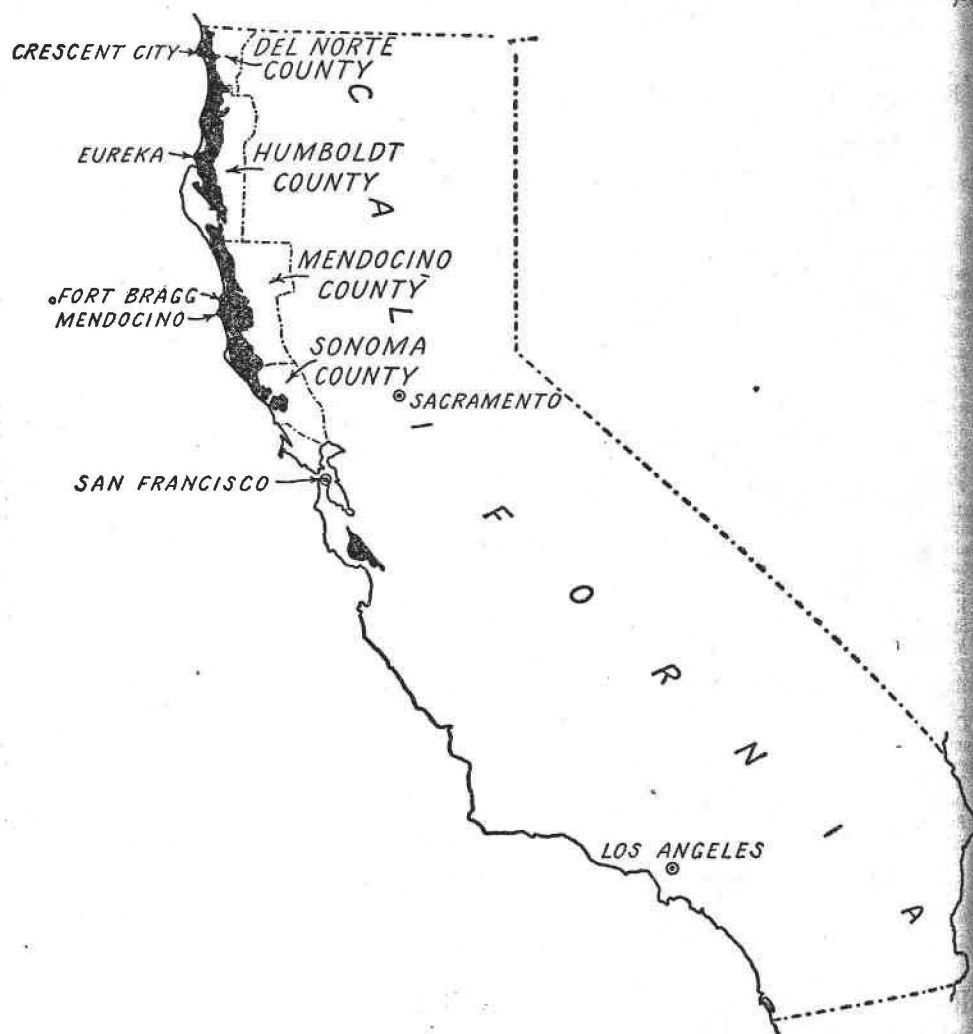 CRESCENT CITY
DEL NORTE
COUNTY
EUREKA
HUMBOLDT
COUNTY
MENDOCINO
COUNTY
FORT BRAGG
MENDOCINO
SONOMA
COUNTY
SACRAMENTO
SAN FRANCISCO
LOS ANGELES
CALIFORNIA